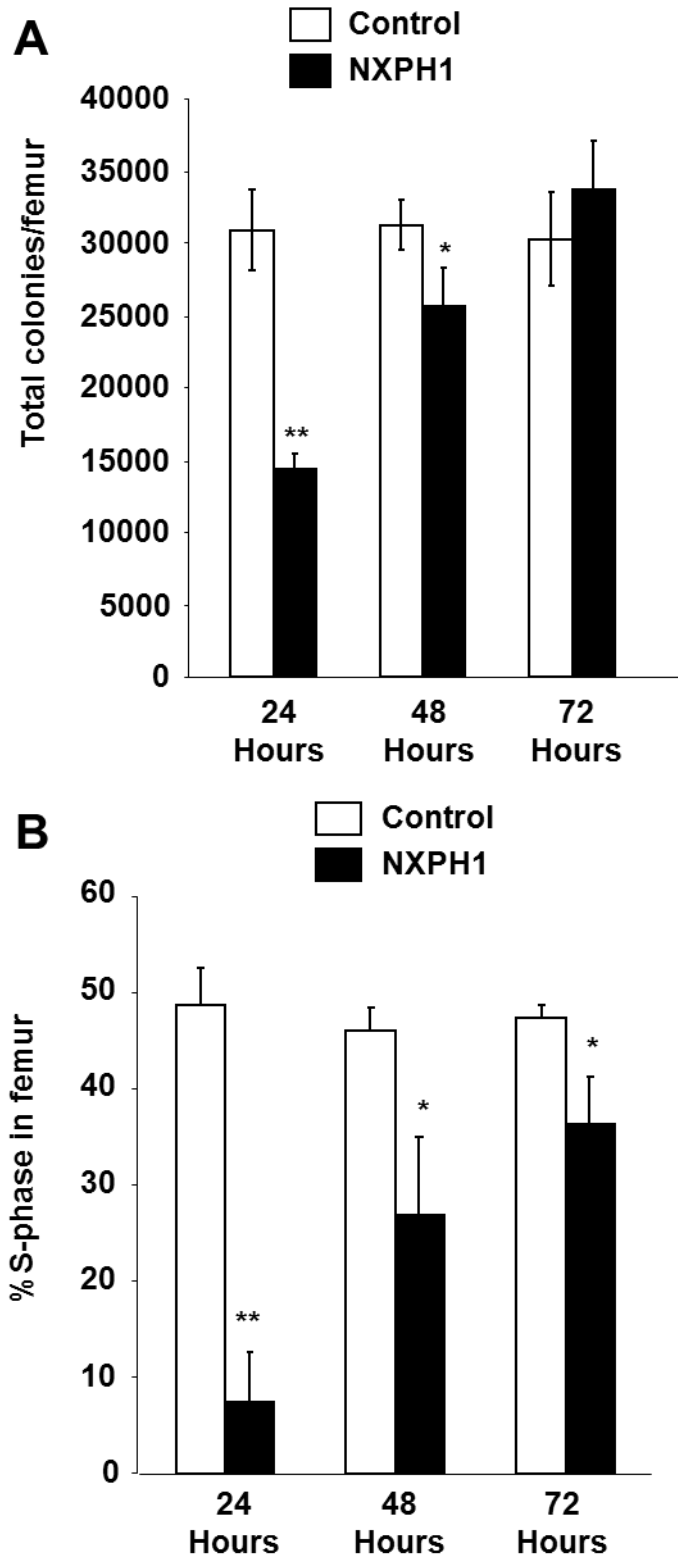 A
Control
NXPH1
Total colonies/femur
40000
35000
30000
25000
20000
15000
10000
5000
0
**
*
24
Hours
48
Hours
72
Hours
B
Control
NXPH1
% S-phase in femur
60
50
40
30
20
10
0
**
*
*
24
Hours
48
Hours
72
Hours